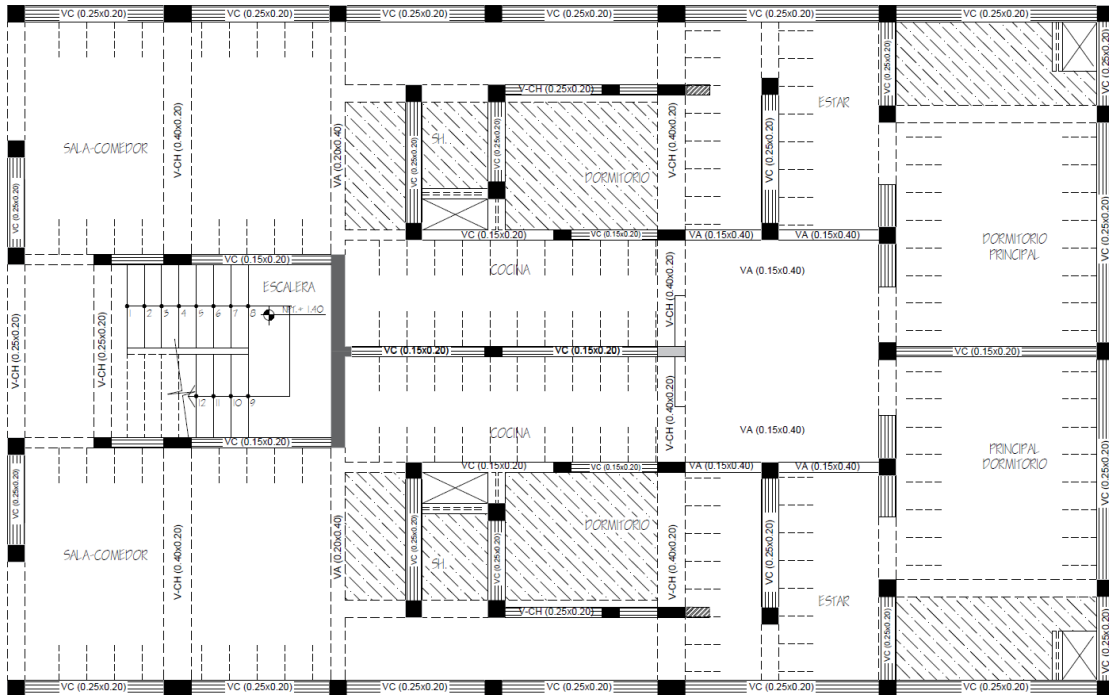 VC (0.25x0.20)
VC (0.25x0.20)
VC (0.25x0.20)
VC (0.25x0.20)
VC (0.25x0.20)
VC (0.25x0.20)
VC (0.25x0.20)
VC (0.25x0.20)
VC (0.25x0.20)
V-CH (0.25x0.20)
ESTAR
V-CH (0.40x0.20)
VA (0.20x0.40)
SH.
VC (0.25x0.20)
VC (0.25x0.20)
V-CH (0.40x0.20)
VC (0.25x0.20)
SALA-COMEDOR
DORMITORIO
VC (0.25x0.20)
VC (0.25x0.20)
VC (0.15x0.20)
VC (0.15x0.20)
VA (0.15x0.40)
VA (0.15x0.40)
DORMITORIO
PRINCIPAL
VC (0.15x0.20)
COCINA
VA (0.15x0.40)
V-CH (0.40x0.20)
ESCALERA
NPT.+ 1.40
1 2 3 4 5 6 7 8
V-CH (0.25x0.20)
V-CH (0.25x0.20)
VC (0.15x0.20)
VC (0.15x0.20)
VC (0.15x0.20)
V-CH (0.40x0.20)
12 11 10 9
COCINA
VA (0.15x0.40)
VC (0.15x0.20)
VC (0.15x0.20)
VC (0.15x0.20)
VA (0.15x0.40)
VA (0.15x0.40)
PRINCIPAL
DORMITORIO
VC (0.25x0.20)
VC (0.25x0.20)
DORMITORIO
SALA-COMEDOR
V-CH (0.40x0.20)
VA (0.20x0.40)
VC (0.25x0.20)
SH.
VC (0.25x0.20)
V-CH (0.40x0.20)
VC (0.25x0.20)
ESTAR
V-CH (0.25x0.20)
VC (0.25x0.20)
VC (0.25x0.20)
VC (0.25x0.20)
VC (0.25x0.20)
VC (0.25x0.20)
VC (0.25x0.20)
VC (0.25x0.20)
VC (0.25x0.20)
VC (0.25x0.20)